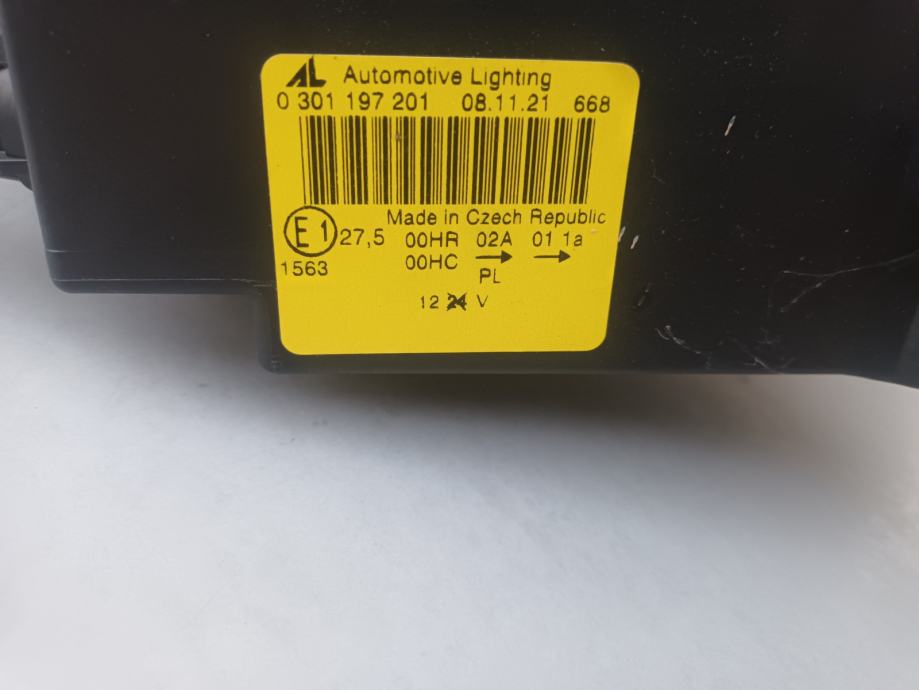 AL Automotive Lighting
0 301 197 201 08.11.21 668
Made in Czech Republic
E1 27,5 00HR 02A 01 1a
1563 00HC → →
PL
12 24 V